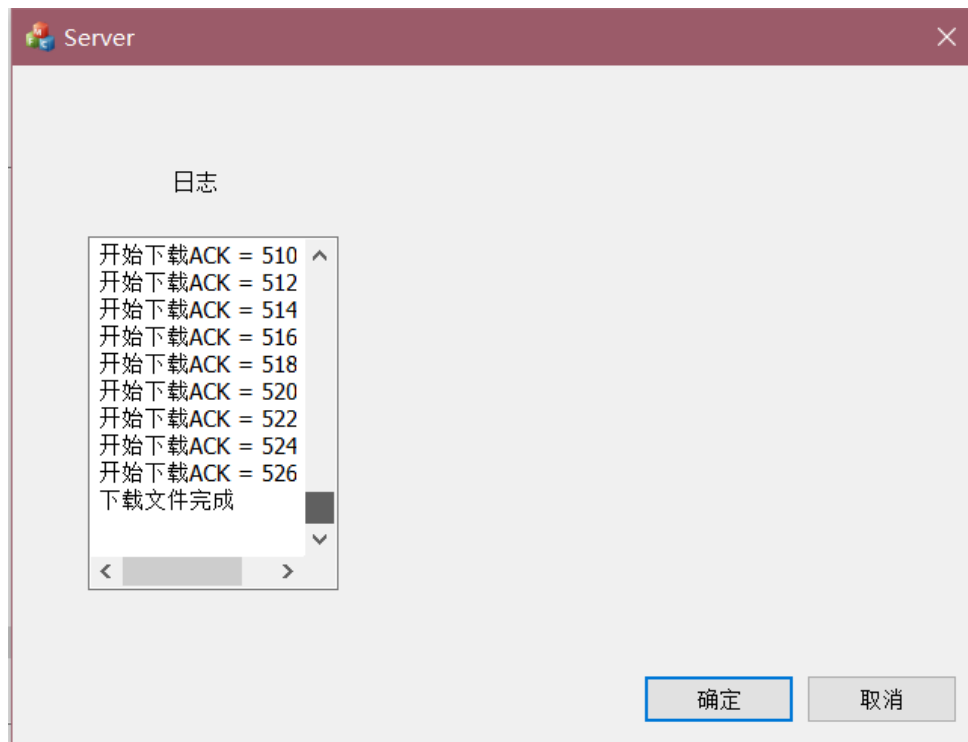 Server
日志
开始下载ACK = 510
开始下载ACK = 512
开始下载ACK = 514
开始下载ACK = 516
开始下载ACK = 518
开始下载ACK = 520
开始下载ACK = 522
开始下载ACK = 524
开始下载ACK = 526
下载文件完成
确定
取消